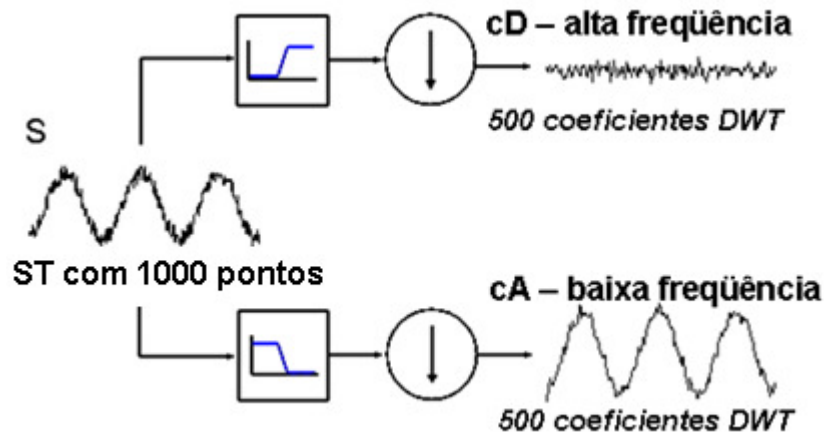 cD – alta freqüência
500 coeficientes DWT
S
ST com 1000 pontos
cA – baixa freqüência
500 coeficientes DWT